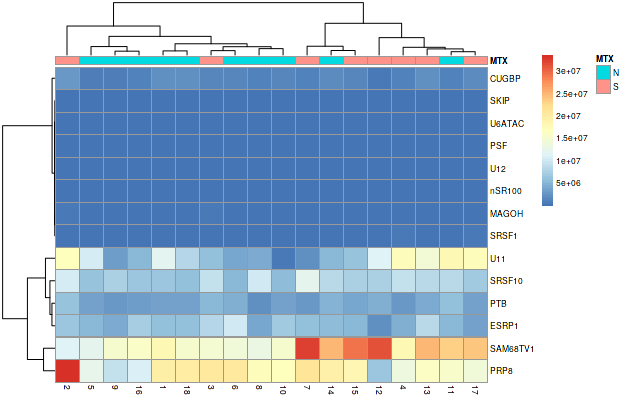 MTX
CUGBP
SKIP
U6ATAC
PSF
U12
nSR100
MAGOH
SRSF1
U11
SRSF10
PTB
ESRP1
SAM68TV1
PRP8
2 5 9 16 1 18 3 6 8 10 7 14 15 12 4 13 11 17
3e+07
2.5e+07
2e+07
1.5e+07
1e+07
5e+06
MTX
N
S